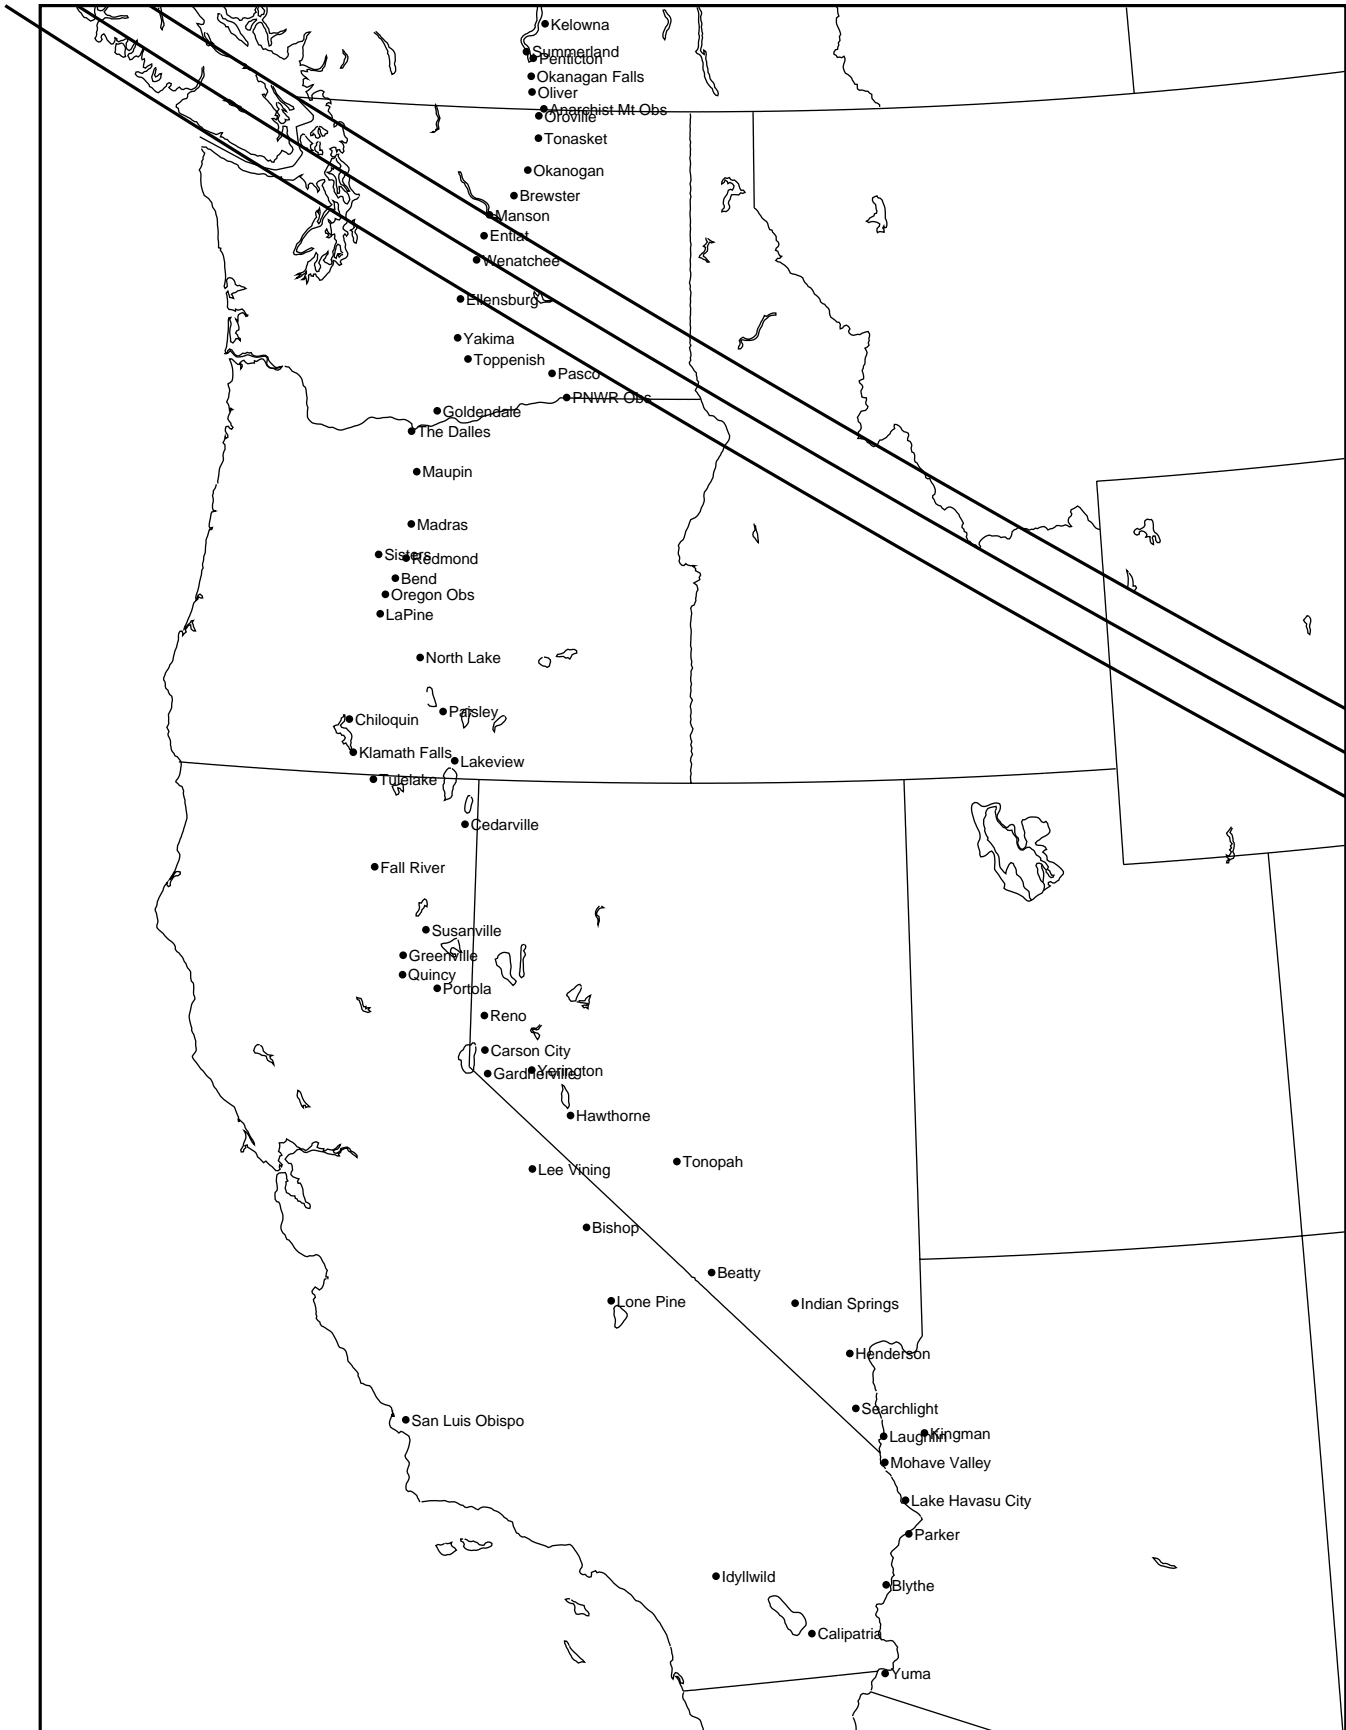 Kelowna
Summerland
Penticton
Okanagan Falls
Oliver
Anarchist Mt Obs
Oroville
Tonasket
Okanogan
Brewster
Manson
Entiat
Wenatchee
Ellensburg
Yakima
Toppenish
Pasco
PNWR Obs
Goldendale
The Dalles
Maupin
Madras
Sisters
Redmond
Bend
Oregon Obs
LaPine
North Lake
Paisley
Chiloquin
Klamath Falls
Lakeview
Tulelake
Cedarville
Fall River
Susanville
Greenville
Quincy
Portola
Reno
Carson City
Yerington
Gardnerville
Hawthorne
Tonopah
Lee Vining
Bishop
Beatty
Lone Pine
Indian Springs
Henderson
Searchlight
San Luis Obispo
Kingman
Laughlin
Mohave Valley
Lake Havasu City
Parker
Idyllwild
Blythe
Calipatria
Yuma